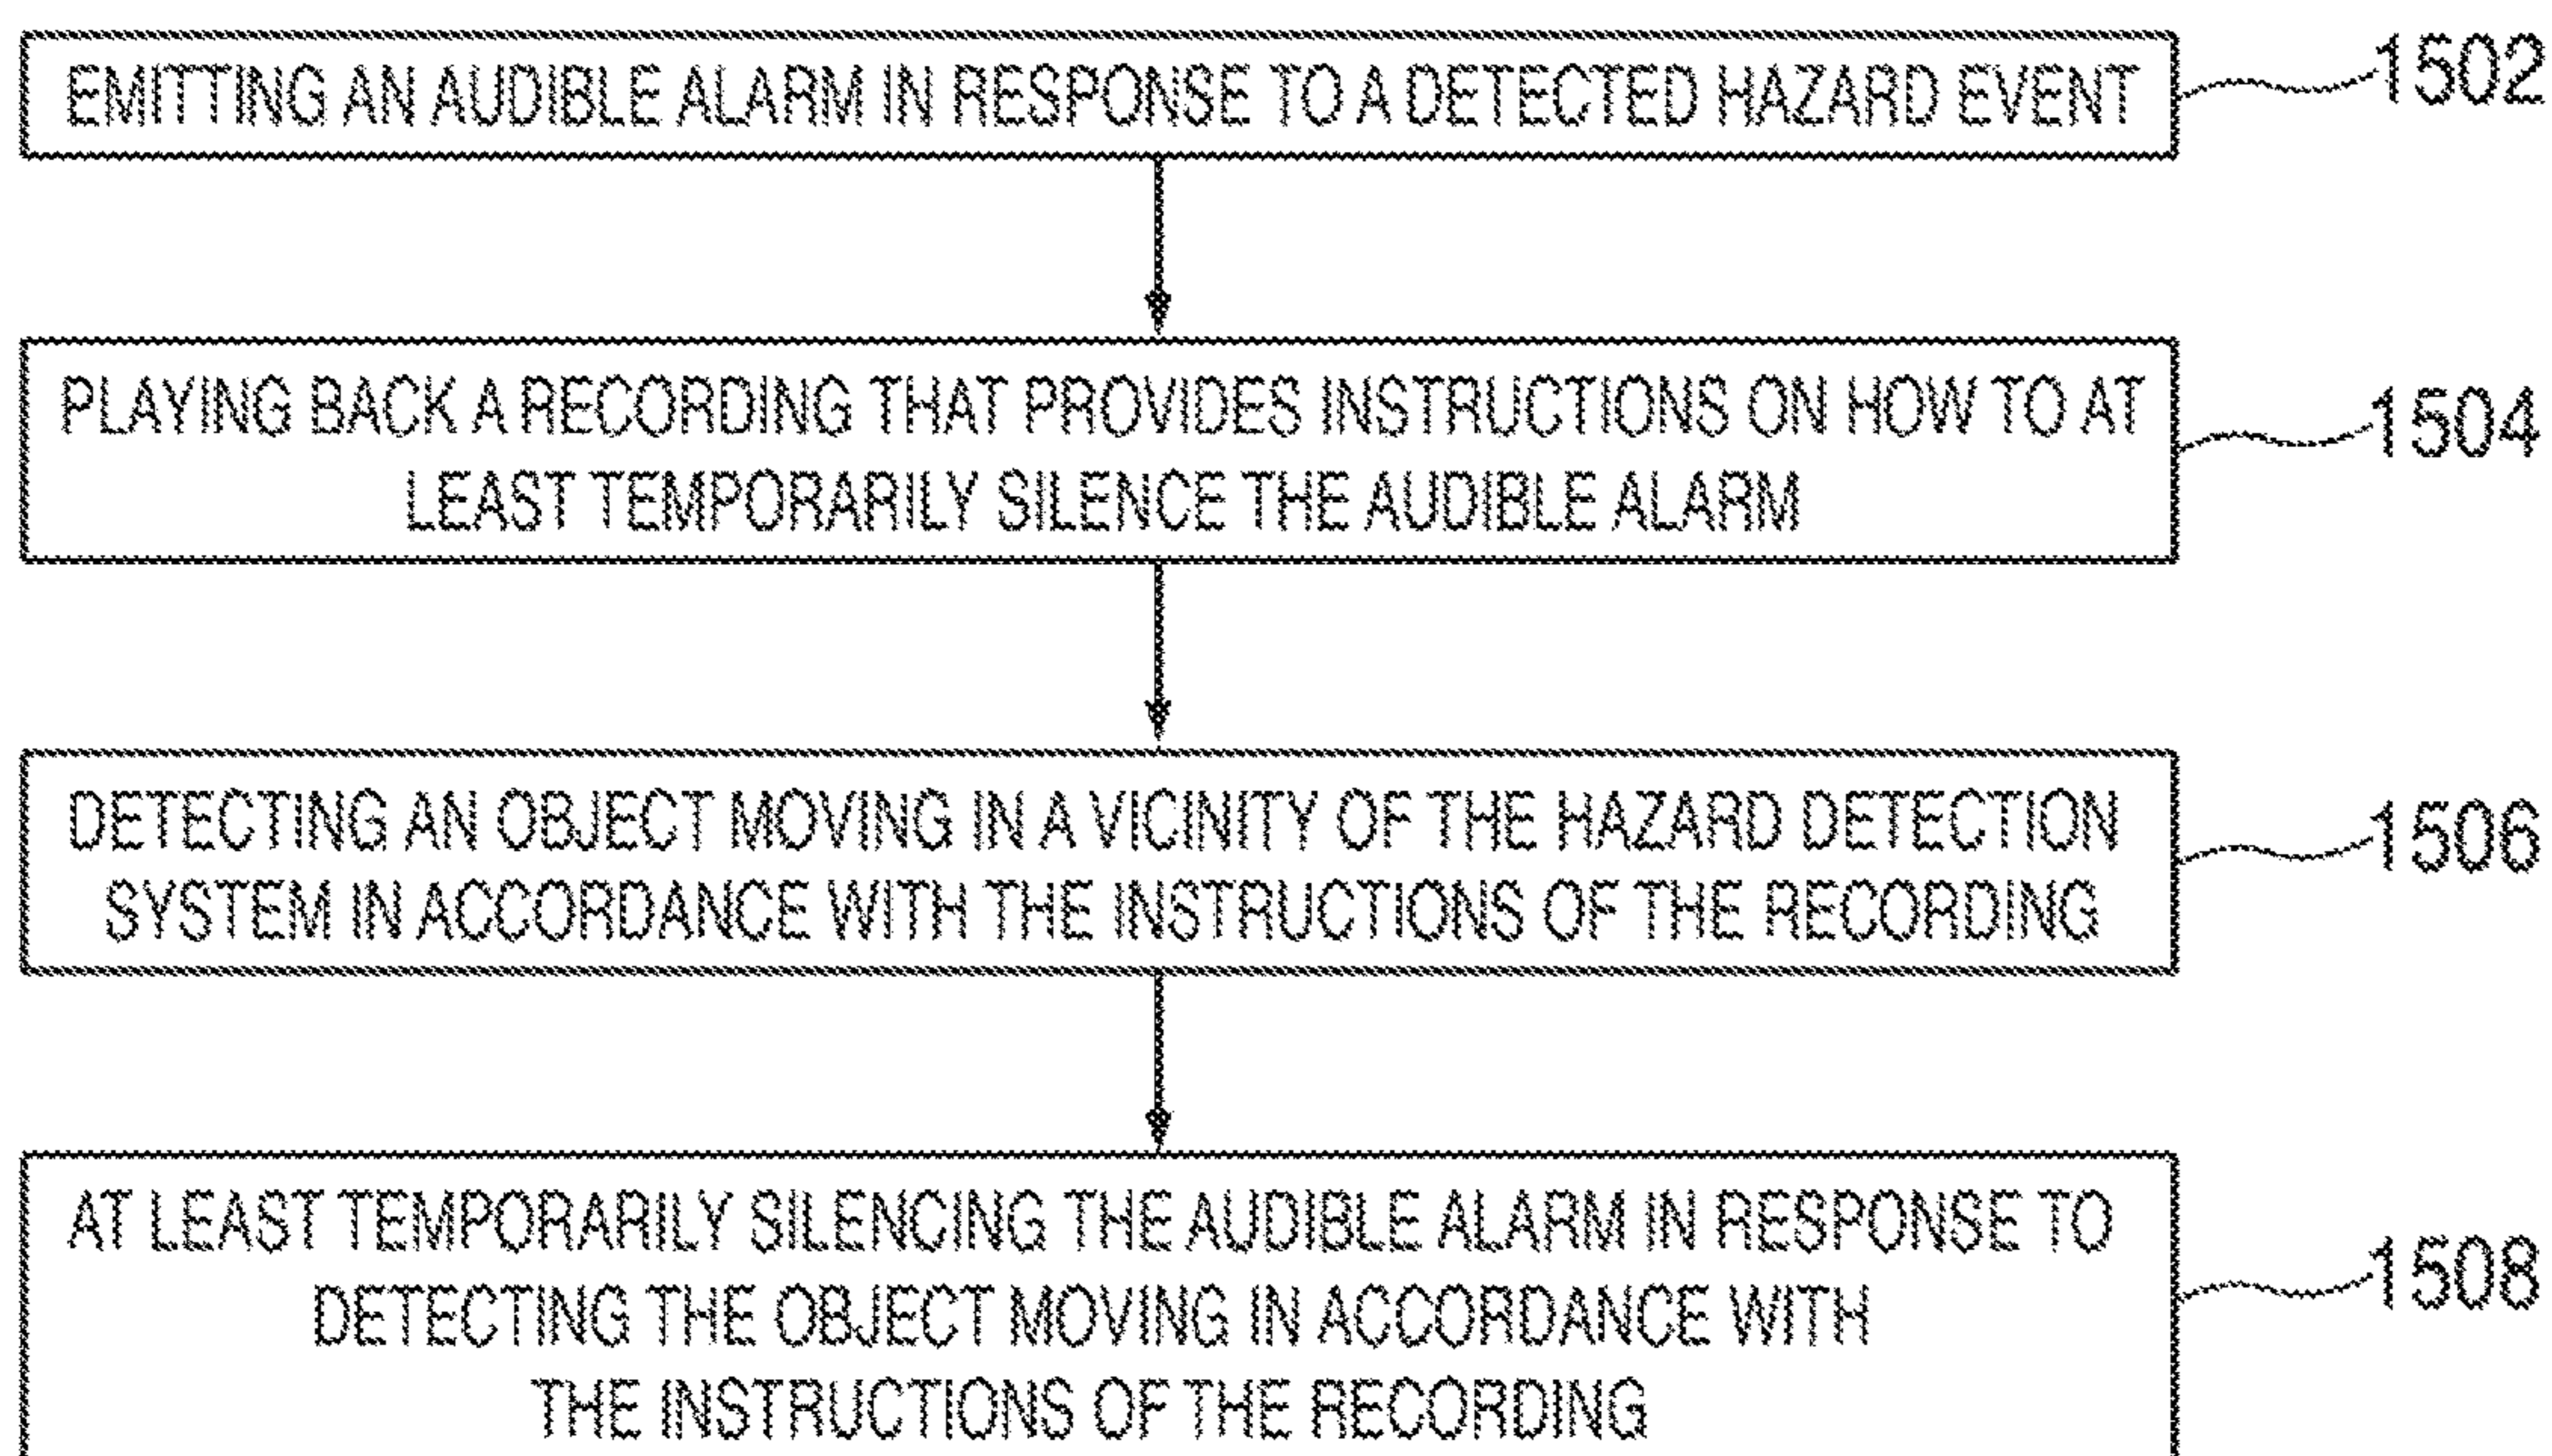 EMITTING AN AUDIBLE ALARM IN RESPONSE TO A DETECTED HAZARD EVENT
1502
PLAYING BACK A RECORDING THAT PROVIDES INSTRUCTIONS ON HOW TO AT
LEAST TEMPORARILY SILENCE THE AUDIBLE ALARM
1504
DETECTING AN OBJECT MOVING IN A VICINITY OF THE HAZARD DETECTION
SYSTEM IN ACCORDANCE WITH THE INSTRUCTIONS OF THE RECORDING
1506
AT LEAST TEMPORARILY SILENCING THE AUDIBLE ALARM IN RESPONSE TO
DETECTING THE OBJECT MOVING IN ACCORDANCE WITH
THE INSTRUCTIONS OF THE RECORDING
1508